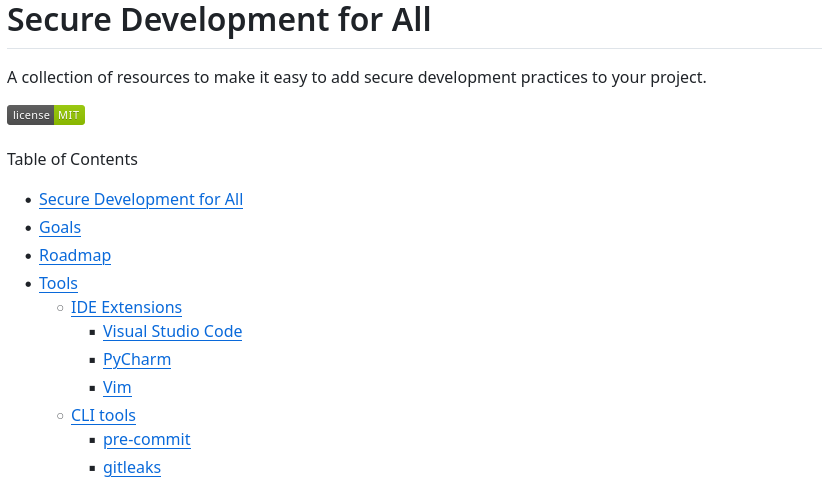 Secure Development for All
A collection of resources to make it easy to add secure development practices to your project.
license MIT
Table of Contents
Secure Development for All
Goals
Roadmap
Tools
IDE Extensions
Visual Studio Code
PyCharm
Vim
CLI tools
pre-commit
gitleaks